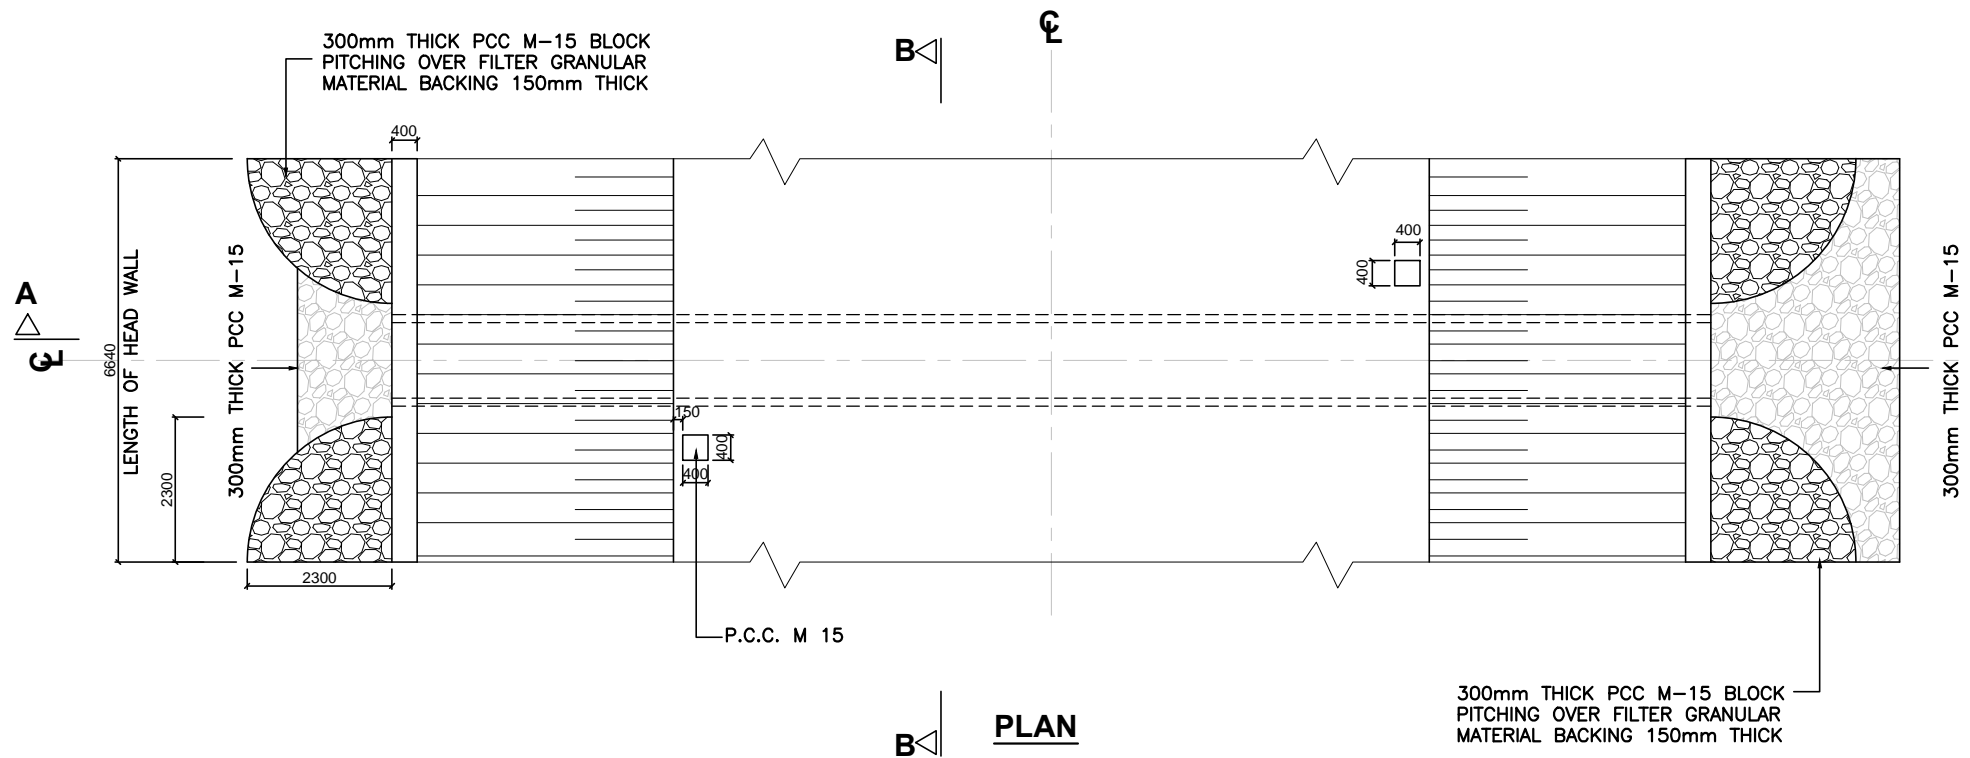 300mm THICK PCC M-15 BLOCK
PITCHING OVER FILTER GRANULAR
MATERIAL BACKING 150mm THICK
B
CL
400
6640
LENGTH OF HEAD WALL
300mm THICK PCC M-15
A
CL
2300
2300
400
400
150
400
400
P.C.C. M 15
300mm THICK PCC M-15
B
PLAN
300mm THICK PCC M-15 BLOCK
PITCHING OVER FILTER GRANULAR
MATERIAL BACKING 150mm THICK